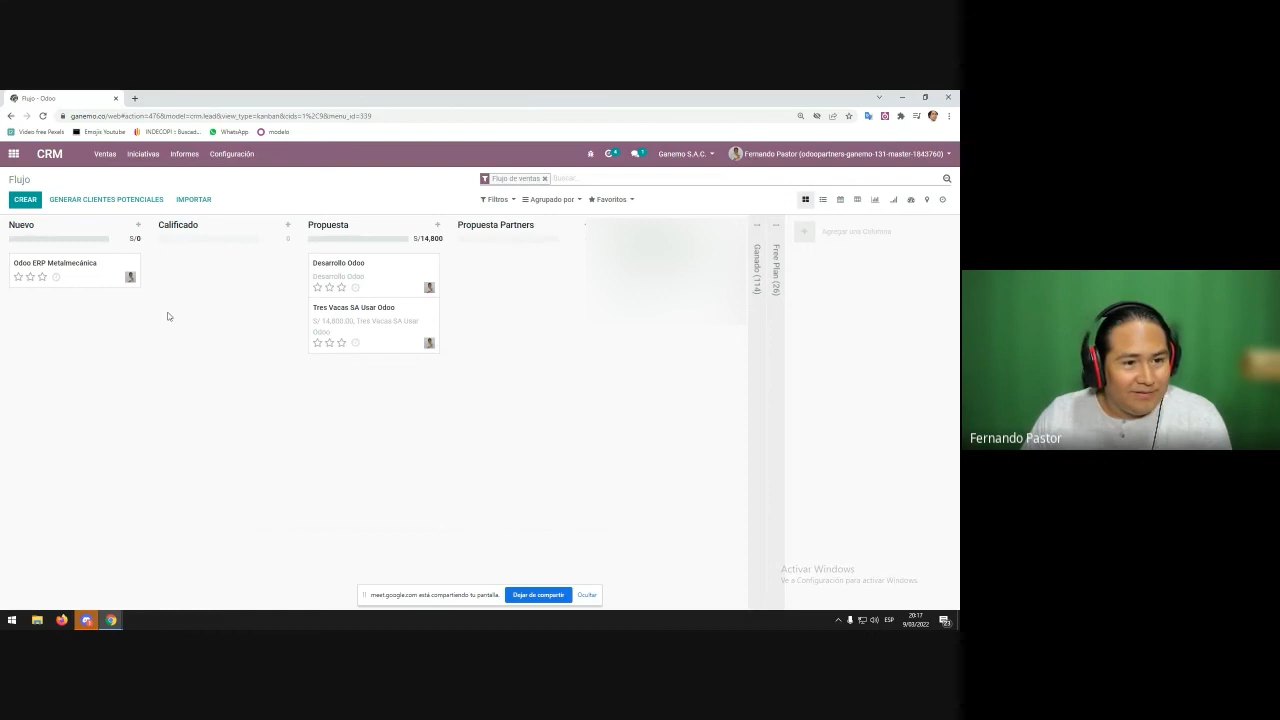 Flujo - Odoo
ganemo.co/web#action=476&model=crm.lead&view_type=kanban&cids=1%2C9&menu_id=339
Video free Pexels
Emojis Youtube
INDECOPI :: Buscad...
WhatsApp
modelo
CRM
Ventas
Iniciativas
Informes
Configuración
4
1
Ganemo S.A.C.
Fernando Pastor (odoopartners-ganemo-131-master-1843760)
Flujo
Flujo de ventas
Buscar...
CREAR
GENERAR CLIENTES POTENCIALES
IMPORTAR
Filtros
Agrupado por
Favoritos
Nuevo
S/0
Odoo ERP Metalmecánica
Calificado
0
Propuesta
S/14,800
Desarrollo Odoo
Desarrollo Odoo
Tres Vacas SA Usar Odoo
S/ 14,800.00, Tres Vacas SA Usar
Odoo
Propuesta Partners
Ganado (114)
Free Plan (26)
Agregar una Columna
Fernando Pastor
Activar Windows
Ve a Configuración para activar Windows.
meet.google.com está compartiendo tu pantalla.
Dejar de compartir
Ocultar
ESP
20:17
9/03/2022